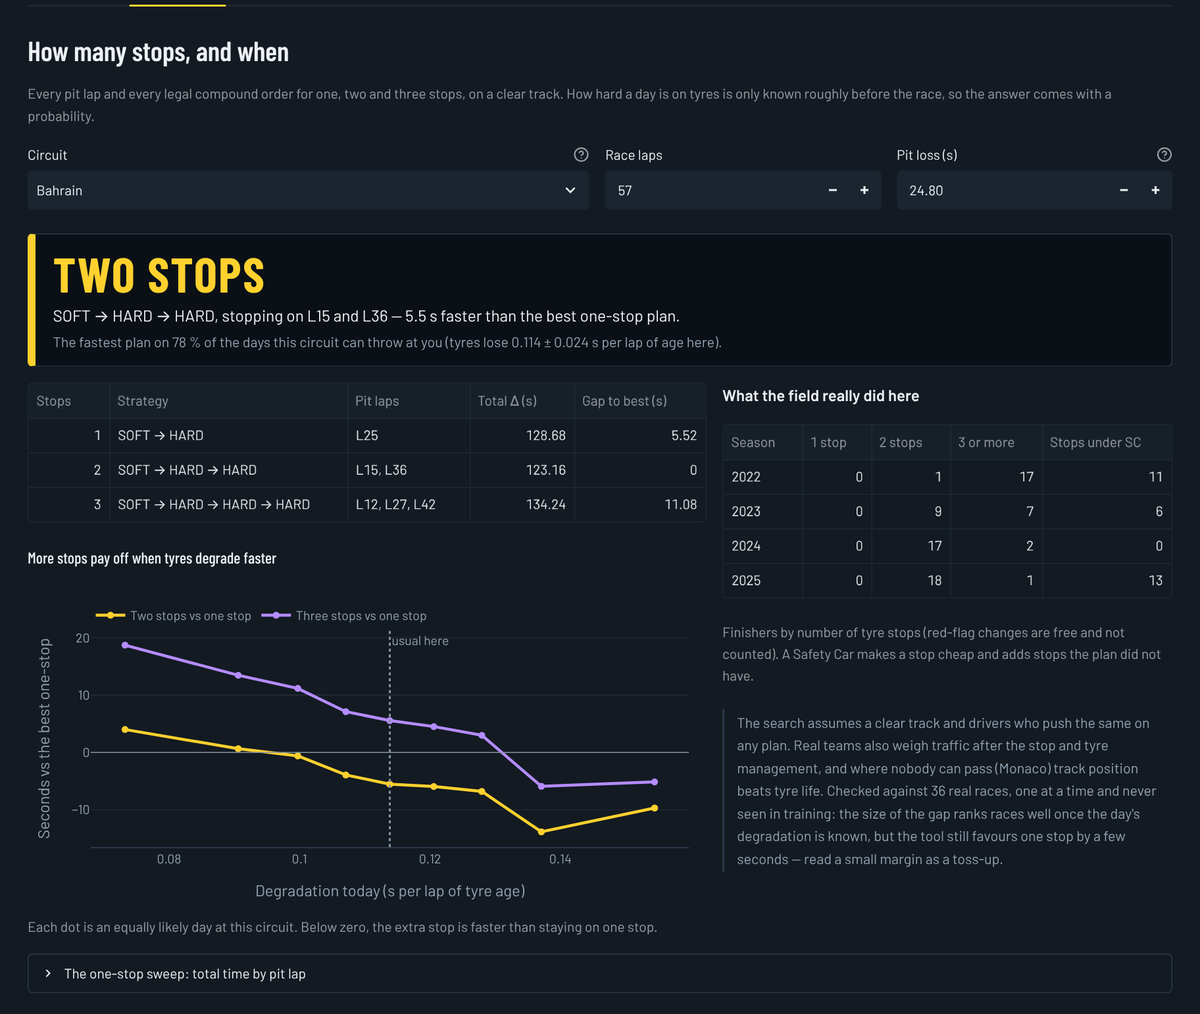 How many stops, and when
Every pit lap and every legal compound order for one, two and three stops, on a clear track. How hard a day is on tyres is only known roughly before the race, so the answer comes with a
probability.
Circuit
Race laps
Pit loss (s)
Bahrain
57
24.80
TWO STOPS
SOFT → HARD → HARD, stopping on L15 and L36 — 5.5 s faster than the best one-stop plan.
The fastest plan on 78 % of the days this circuit can throw at you (tyres lose 0.114 ± 0.024 s per lap of age here).
Stops Strategy Pit laps Total Δ (s) Gap to best (s)
1 SOFT → HARD L25 128.68 5.52
2 SOFT → HARD → HARD L15, L36 123.16 0
3 SOFT → HARD → HARD → HARD L12, L27, L42 134.24 11.08
More stops pay off when tyres degrade faster
Two stops vs one stop Three stops vs one stop
usual here
Seconds vs the best one-stop
20
10
0
−10
0.08 0.1 0.12 0.14
Degradation today (s per lap of tyre age)
Each dot is an equally likely day at this circuit. Below zero, the extra stop is faster than staying on one stop.
What the field really did here
Season 1 stop 2 stops 3 or more Stops under SC
2022 0 1 17 11
2023 0 9 7 6
2024 0 17 2 0
2025 0 18 1 13
Finishers by number of tyre stops (red-flag changes are free and not
counted). A Safety Car makes a stop cheap and adds stops the plan did not
have.
The search assumes a clear track and drivers who push the same on
any plan. Real teams also weigh traffic after the stop and tyre
management, and where nobody can pass (Monaco) track position
beats tyre life. Checked against 36 real races, one at a time and never
seen in training: the size of the gap ranks races well once the day's
degradation is known, but the tool still favours one stop by a few
seconds — read a small margin as a toss-up.
The one-stop sweep: total time by pit lap